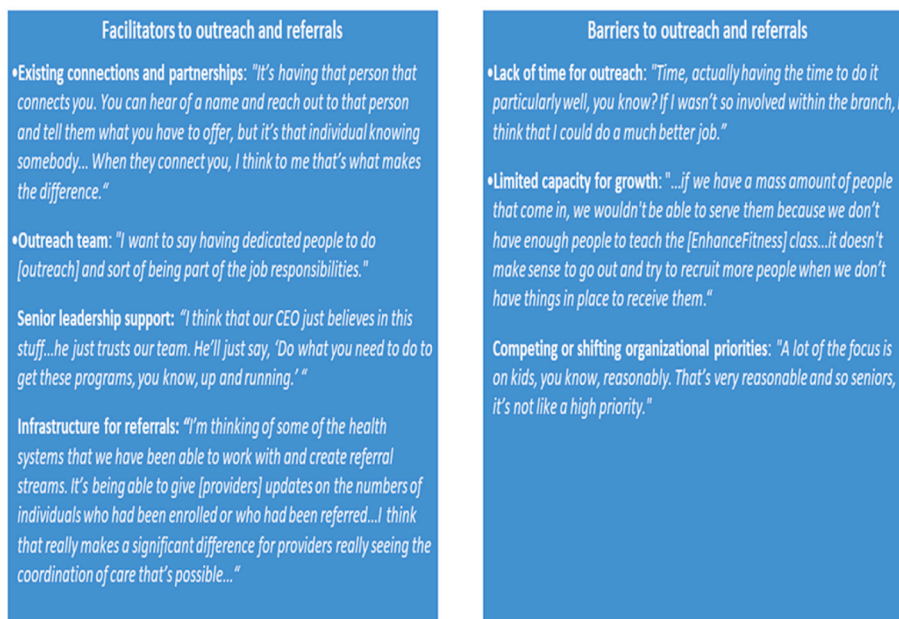 Facilitators to outreach and referrals
•Existing connections and partnerships: "It’s having that person that
connects you. You can hear of a name and reach out to that person
and tell them what you have to offer, but it’s that individual knowing
somebody... When they connect you, I think to me that’s what makes
the difference.“
•Outreach team: "I want to say having dedicated people to do
[outreach] and sort of being part of the job responsibilities."
Senior leadership support: “I think that our CEO just believes in this
stuff...he just trusts our team. He’ll just say, ‘Do what you need to do to
get these programs, you know, up and running.’ “
Infrastructure for referrals: “I’m thinking of some of the health
systems that we have been able to work with and create referral
streams. It’s being able to give [providers] updates on the numbers of
individuals who had been enrolled or who had been referred...I think
that really makes a significant difference for providers really seeing the
coordination of care that’s possible...“
Barriers to outreach and referrals
•Lack of time for outreach: "Time, actually having the time to do it
particularly well, you know? If I wasn’t so involved within the branch,
think that I could do a much better job.”
•Limited capacity for growth: "...if we have a mass amount of people
that come in, we wouldn't be able to serve them because we don’t
have enough people to teach the [EnhanceFitness] class...it doesn't
make sense to go out and try to recruit more people when we don’t
have things in place to receive them.“
Competing or shifting organizational priorities: "A lot of the focus is
on kids, you know, reasonably. That’s very reasonable and so seniors,
it’s not like a high priority."